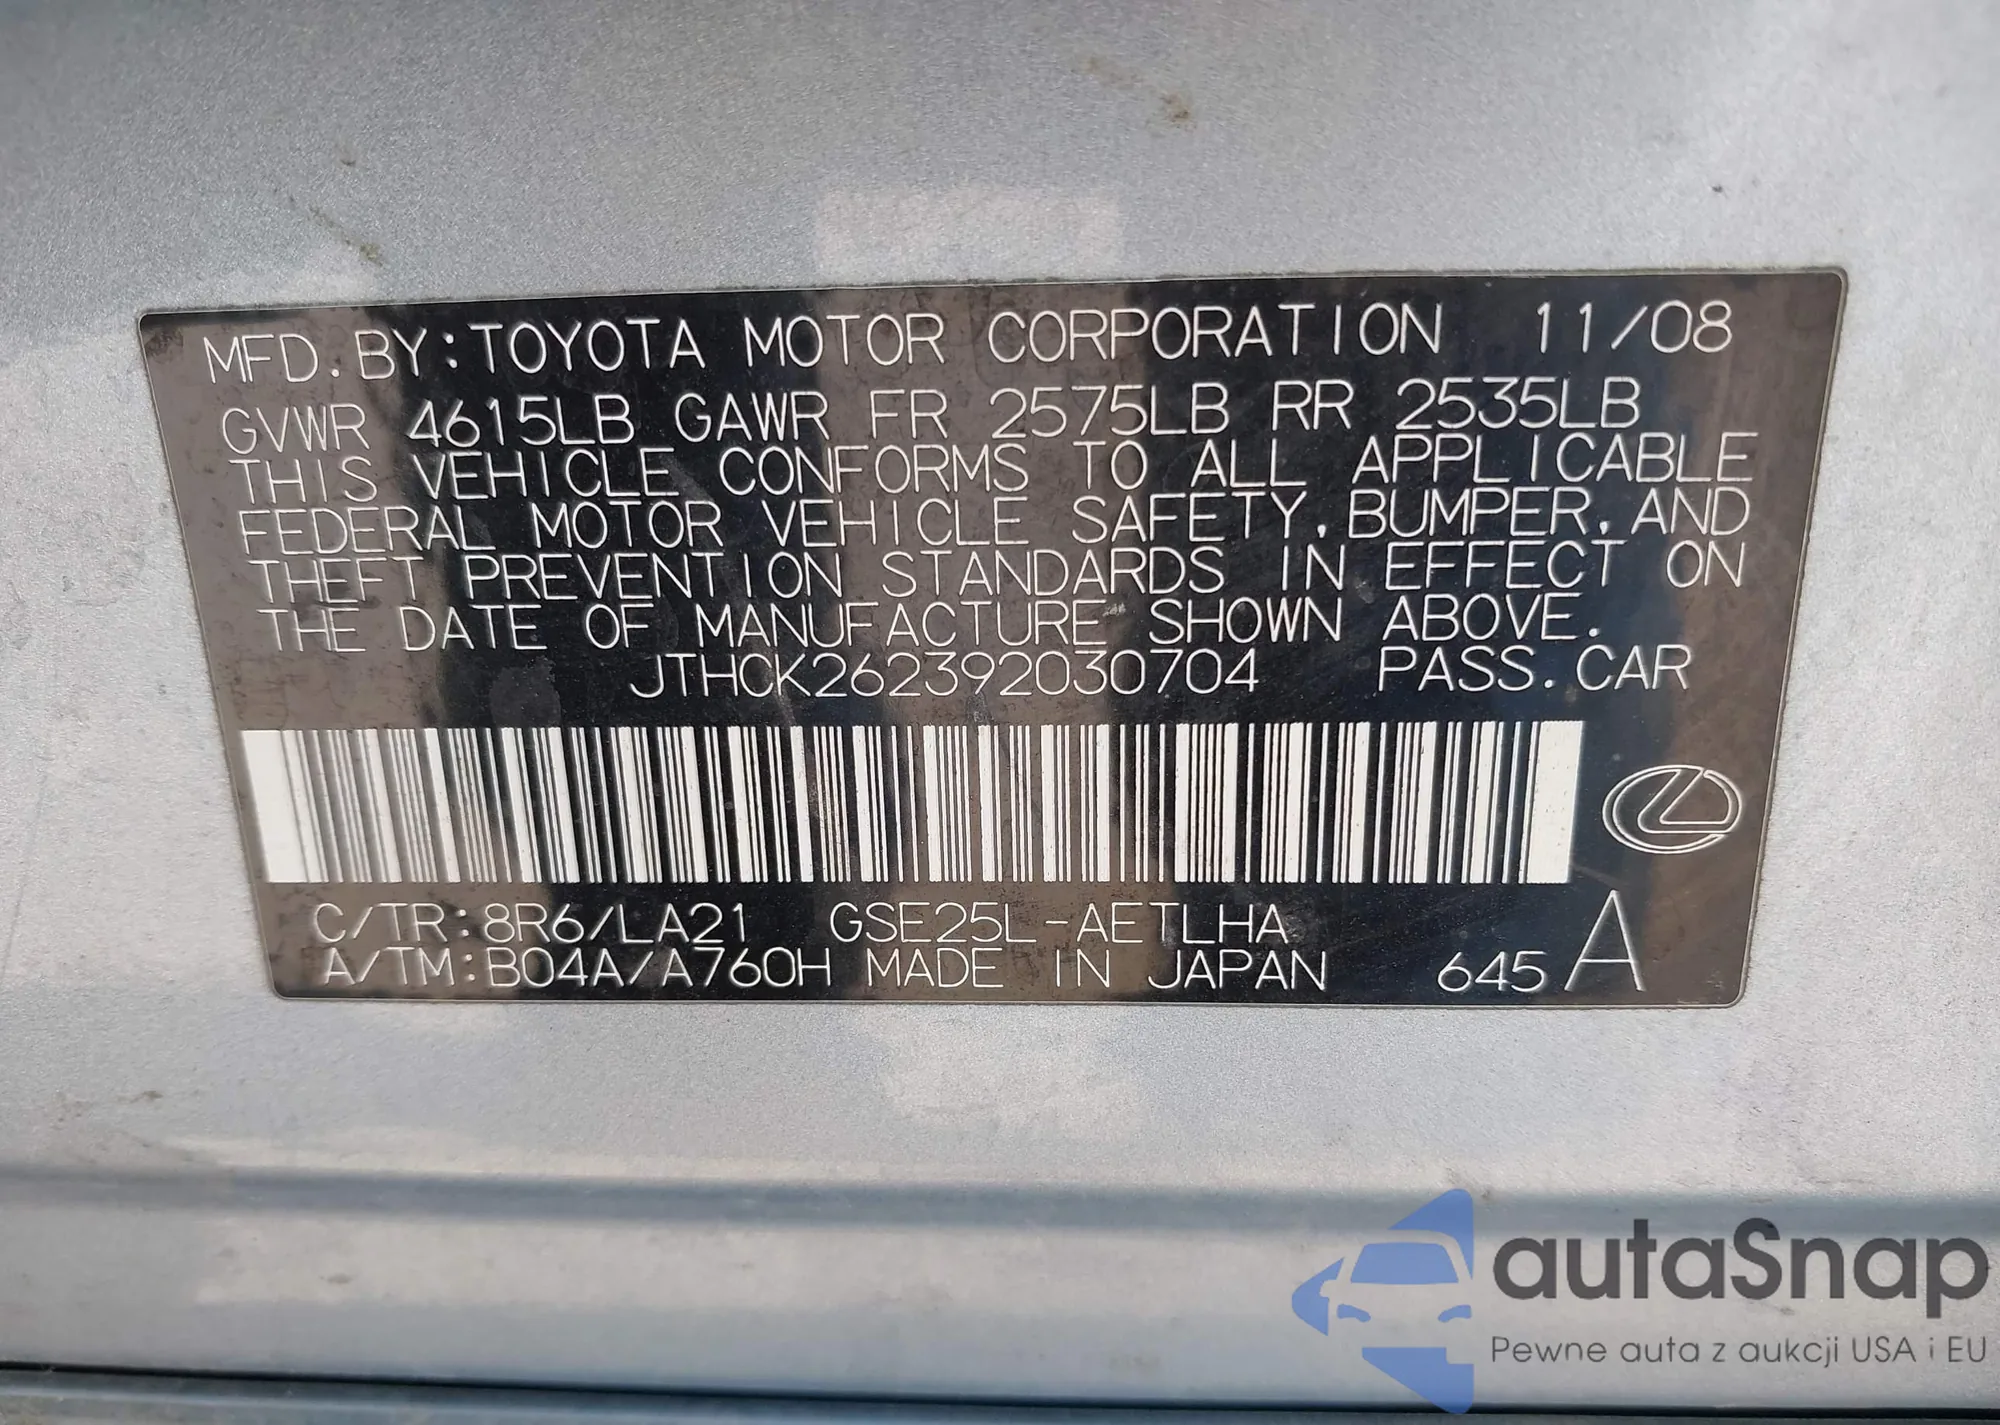 MFD. BY: TOYOTA MOTOR CORPORATION 11/08
GVWR 4615LB GAWR FR 2575LB RR 2535LB
THIS VEHICLE CONFORMS TO ALL APPLICABLE
FEDERAL MOTOR VEHICLE SAFETY, BUMPER, AND
THEFT PREVENTION STANDARDS IN EFFECT ON
THE DATE OF MANUFACTURE SHOWN ABOVE.
JTHCK262392030704 PASS. CAR
C/TR: 8R6/LA21 GSE25L-AETLHA
A/TM: B04A/A760H MADE IN JAPAN 645 A
autaSnap
Pewne auta z aukcji USA i EU